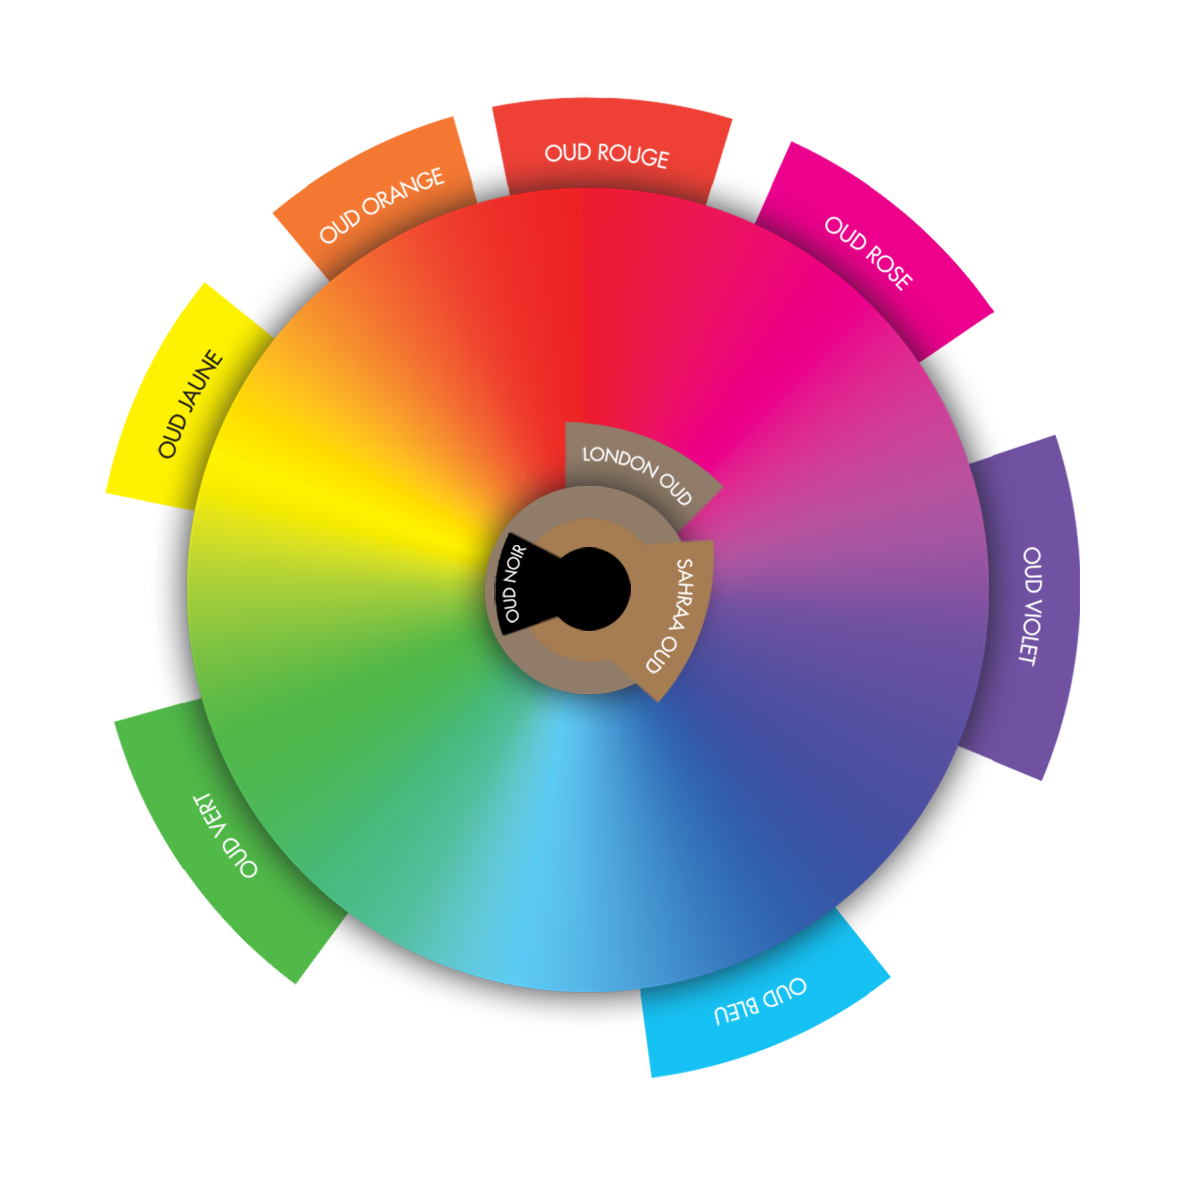 OUD ROUGE
OUD ROSE
OUD VIOLET
OUD BLEU
OUD VERT
OUD JAUNE
OUD ORANGE
LONDON OUD
SAHRAA OUD
OUD NOIR